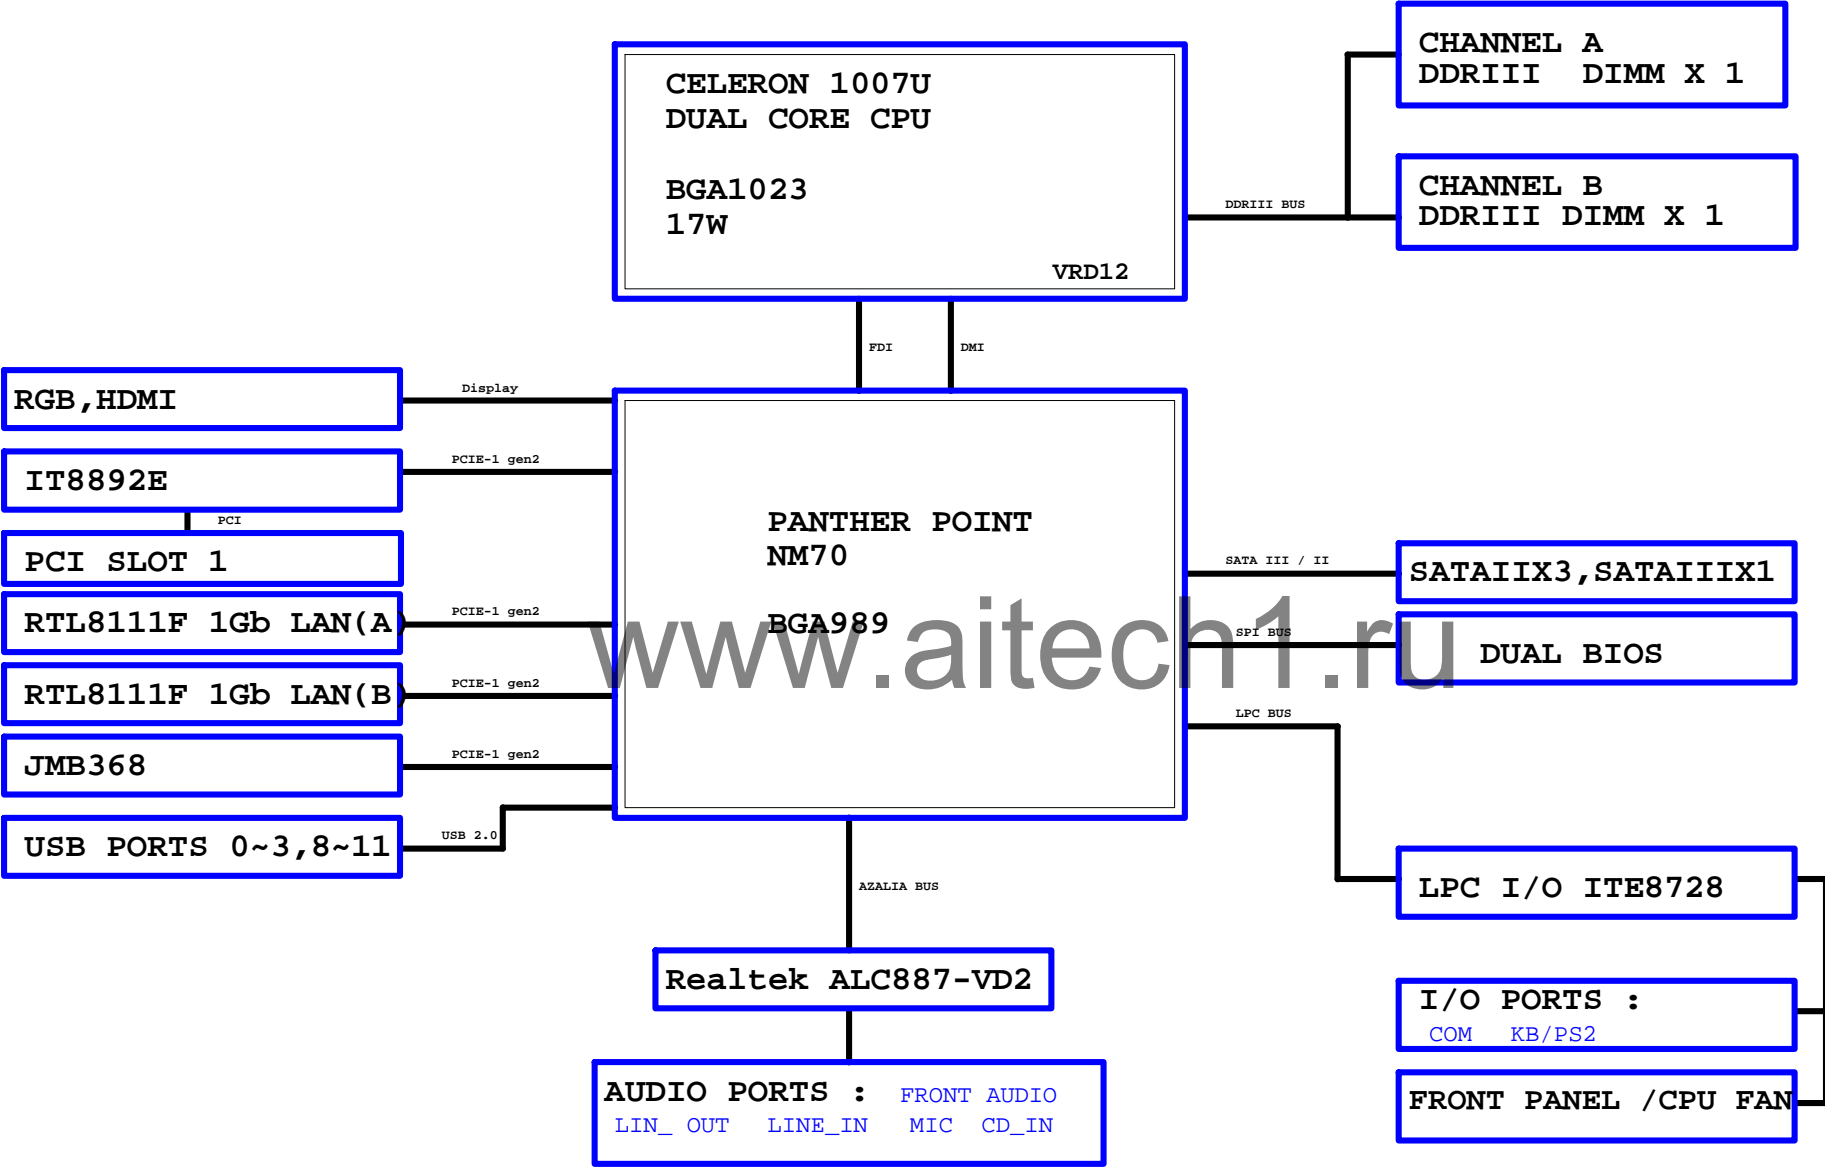 CHANNEL A
DDRIII DIMM X 1
CELERON 1007U
DUAL CORE CPU
BGA1023
17W
VRD12
DDRIII BUS
CHANNEL B
DDRIII DIMM X 1
FDI
DMI
RGB,HDMI
Display
IT8892E
PCIE-1 gen2
PCI
PCI SLOT 1
RTL8111F 1Gb LAN(A)
PCIE-1 gen2
RTL8111F 1Gb LAN(B)
PCIE-1 gen2
JMB368
PCIE-1 gen2
USB PORTS 0~3,8~11
USB 2.0
PANTHER POINT
NM70
BGA989
www.aitech1.ru
SATA III / II
SATAIIX3,SATAIIIX1
SPI BUS
DUAL BIOS
LPC BUS
LPC I/O ITE8728
AZALIA BUS
Realtek ALC887-VD2
I/O PORTS :
COM KB/PS2
FRONT PANEL /CPU FAN
AUDIO PORTS : FRONT AUDIO
LIN_ OUT LINE_IN MIC CD_IN